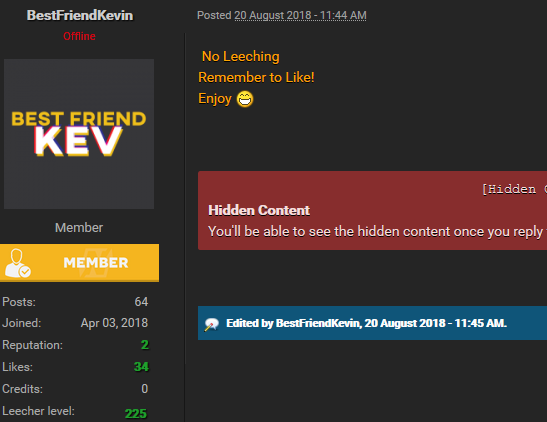 BestFriendKevin
Offline
BEST FRIEND
KEV
Member
MEMBER
Posts: 64
Joined: Apr 03, 2018
Reputation: 2
Likes: 34
Credits: 0
Leecher level: 225
Posted 20 August 2018 - 11:44 AM
No Leeching
Remember to Like!
Enjoy
[Hidden
Hidden Content
You'll be able to see the hidden content once you reply
Edited by BestFriendKevin, 20 August 2018 - 11:45 AM.